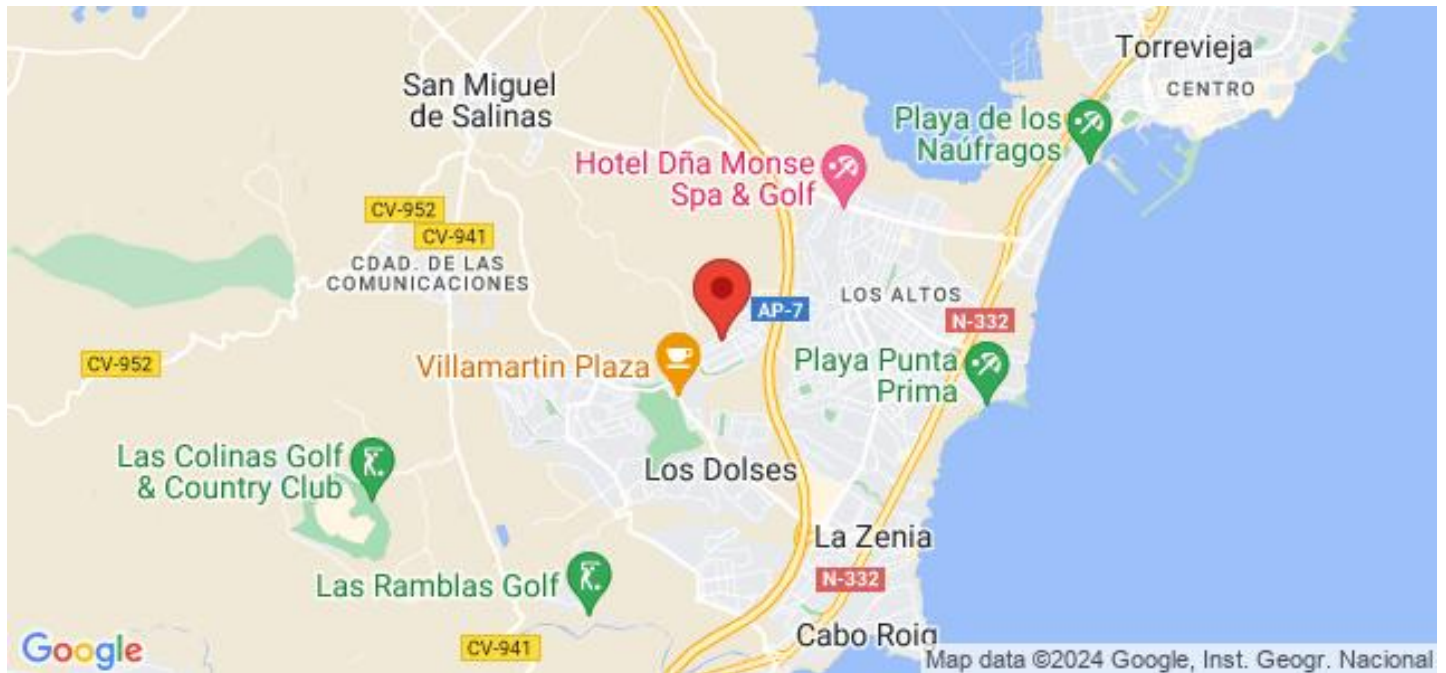 Torrevieja
CENTRO
San Miguel
de Salinas
Playa de los
Naúfragos
Hotel Dña Monse
Spa & Golf
CV-952
CV-941
CDAD. DE LAS
COMUNICACIONES
LOS ALTOS
AP-7
N-332
CV-952
Villamartin Plaza
Playa Punta
Prima
Las Colinas Golf
& Country Club
Los Dolses
La Zenia
N-332
Las Ramblas Golf
Cabo Roig
CV-941
Google
Map data ©2024 Google, Inst. Geogr. Nacional